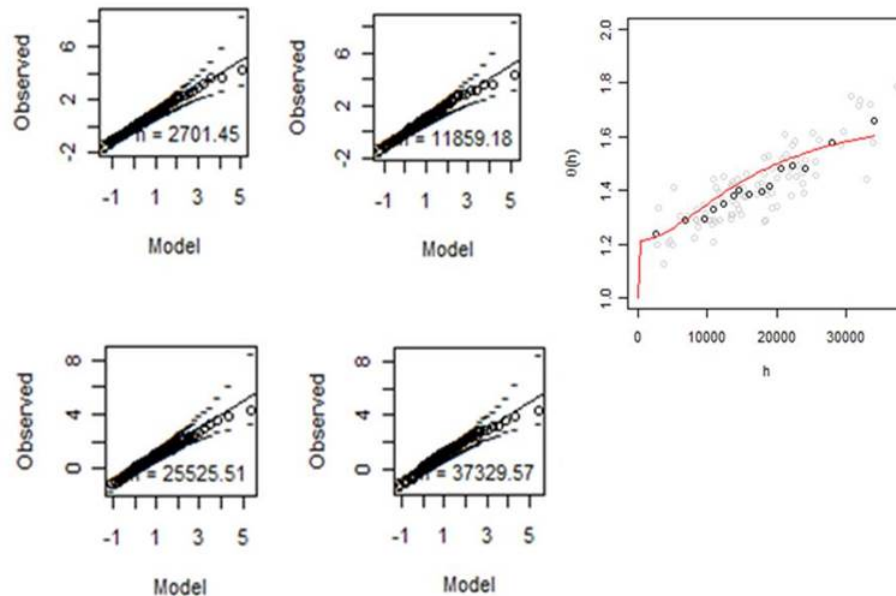 Observed
6
2
-2
h = 2701.45
-1 1 3 5
Model
Observed
6
2
-2
h = 11859.18
-1 1 3 5
Model
2.0
1.8
1.6
1.4
1.2
1.0
θ(h)
0 10000 20000 30000
h
Observed
8
4
0
h = 25525.51
-1 1 3 5
Model
Observed
8
4
0
h = 37329.57
-1 1 3 5
Model